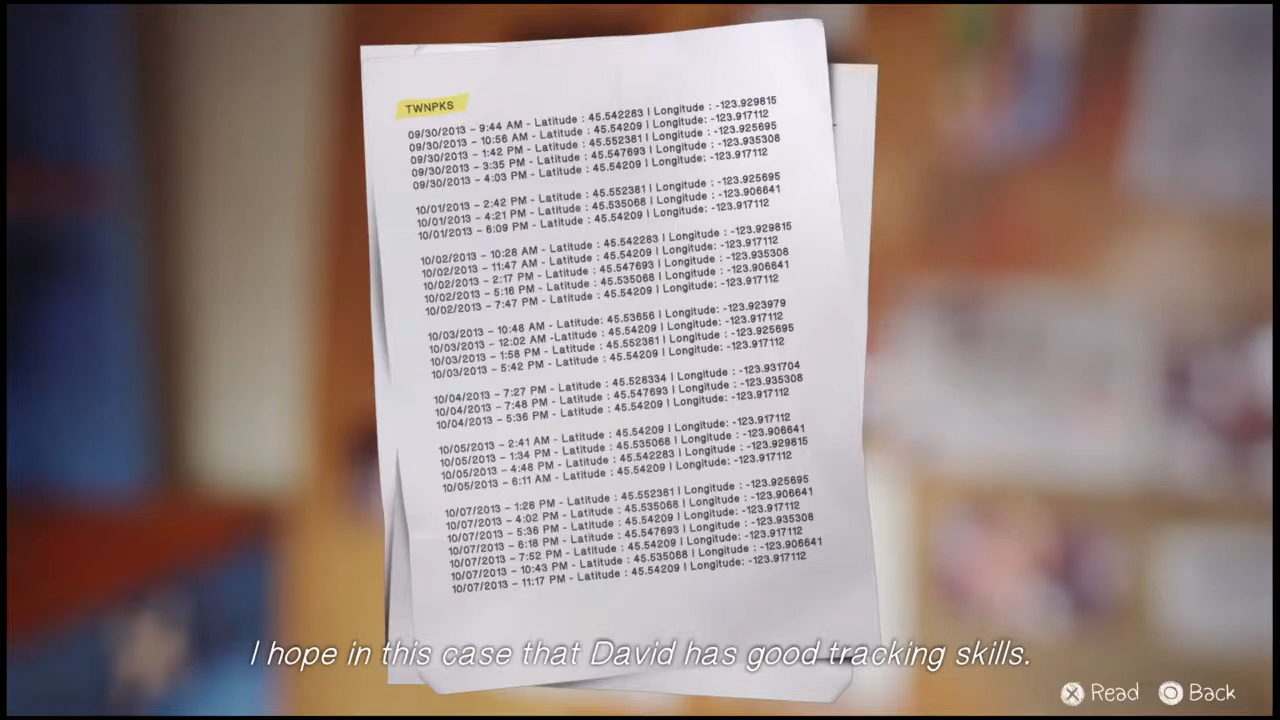 TWNPKS
09/30/2013 – 9:44 AM - Latitude : 45.542283 | Longitude : -123.929815
09/30/2013 – 10:56 AM - Latitude : 45.54209 | Longitude : -123.917112
09/30/2013 – 1:42 PM - Latitude : 45.552381 | Longitude : -123.925695
09/30/2013 – 3:35 PM - Latitude : 45.547693 | Longitude : -123.935308
09/30/2013 – 4:03 PM - Latitude : 45.54209 | Longitude: -123.917112
10/01/2013 – 2:42 PM - Latitude : 45.552381 | Longitude : -123.925695
10/01/2013 – 4:21 PM - Latitude : 45.535068 | Longitude : -123.906641
10/01/2013 – 6:09 PM - Latitude : 45.54209 | Longitude: -123.917112
10/02/2013 – 10:28 AM - Latitude : 45.542283 | Longitude : -123.929815
10/02/2013 – 11:47 AM - Latitude : 45.54209 | Longitude: -123.917112
10/02/2013 – 2:17 PM - Latitude : 45.547693 | Longitude : -123.935308
10/02/2013 – 5:16 PM - Latitude : 45.535068 | Longitude : -123.906641
10/02/2013 – 7:47 PM - Latitude : 45.54209 | Longitude: -123.917112
10/03/2013 – 10:48 AM - Latitude: 45.53656 | Longitude: -123.923979
10/03/2013 – 12:02 AM -Latitude : 45.54209 | Longitude: -123.917112
10/03/2013 – 1:58 PM - Latitude : 45.552381 | Longitude : -123.925695
10/03/2013 – 5:42 PM - Latitude : 45.54209 | Longitude: -123.917112
10/04/2013 – 7:27 PM - Latitude : 45.528334 | Longitude : -123.931704
10/04/2013 – 7:48 PM - Latitude : 45.547693 | Longitude : -123.935308
10/04/2013 – 5:36 PM - Latitude : 45.54209 | Longitude: -123.917112
10/05/2013 – 2:41 AM - Latitude : 45.54209 | Longitude: -123.917112
10/05/2013 – 1:34 PM - Latitude : 45.535068 | Longitude : -123.906641
10/05/2013 – 4:48 PM - Latitude : 45.542283 | Longitude : -123.929815
10/05/2013 – 6:11 AM - Latitude : 45.54209 | Longitude: -123.917112
10/07/2013 – 1:28 PM - Latitude : 45.552381 | Longitude : -123.925695
10/07/2013 – 4:02 PM - Latitude : 45.535068 | Longitude : -123.906641
10/07/2013 – 5:36 PM - Latitude : 45.54209 | Longitude: -123.917112
10/07/2013 – 6:18 PM - Latitude : 45.547693 | Longitude : -123.935308
10/07/2013 – 7:52 PM - Latitude : 45.54209 | Longitude: -123.917112
10/07/2013 – 10:43 PM - Latitude : 45.535068 | Longitude : -123.906641
10/07/2013 – 11:17 PM - Latitude : 45.54209 | Longitude: -123.917112
I hope in this case that David has good tracking skills.
Read Back